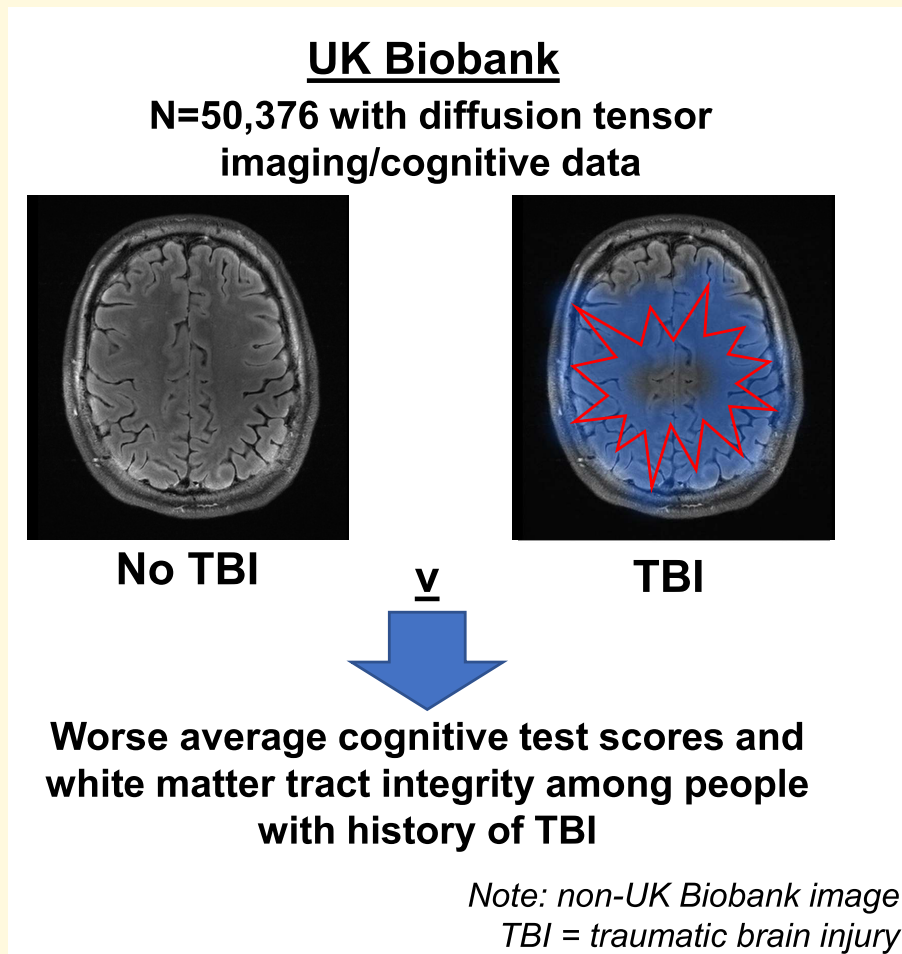 UK Biobank
N=50,376 with diffusion tensor
imaging/cognitive data
No TBI
v
TBI
Worse average cognitive test scores and
white matter tract integrity among people
with history of TBI
Note: non-UK Biobank image
TBI = traumatic brain injury